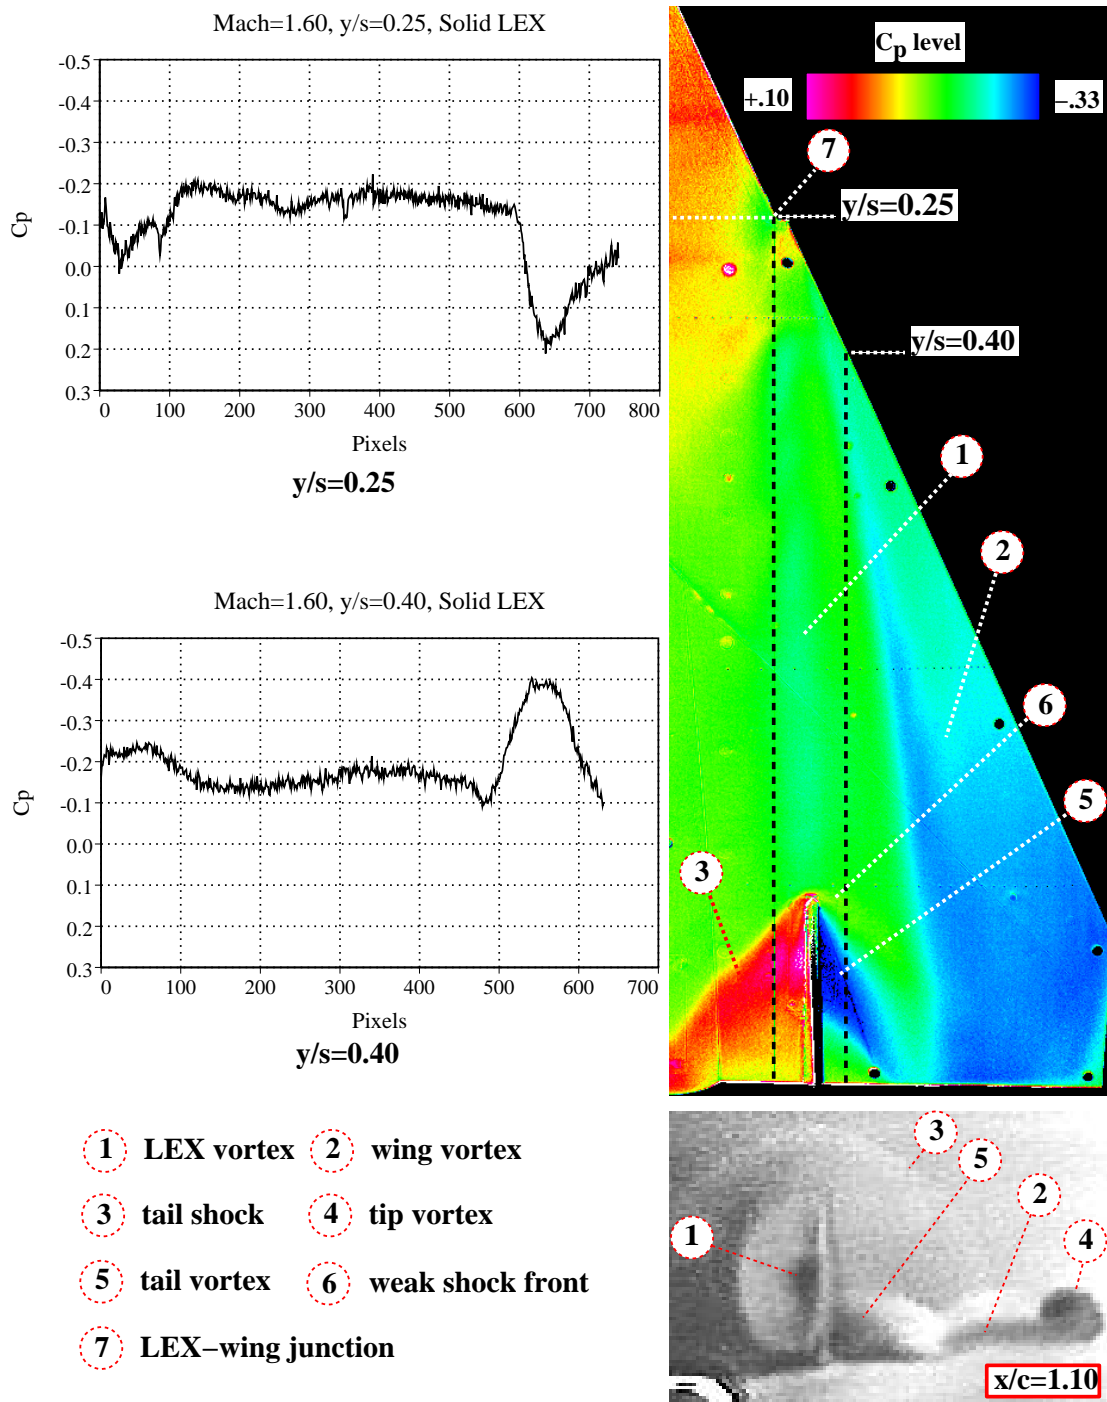 Mach=1.60, y/s=0.25, Solid LEX
-0.5
-0.4
-0.3
-0.2
-0.1
0.0
0.1
0.2
0.3
Cp
0 100 200 300 400 500 600 700 800
Pixels
y/s=0.25
Mach=1.60, y/s=0.40, Solid LEX
-0.5
-0.4
-0.3
-0.2
-0.1
0.0
0.1
0.2
0.3
Cp
0 100 200 300 400 500 600 700
Pixels
y/s=0.40
1 LEX vortex 2 wing vortex
3 tail shock 4 tip vortex
5 tail vortex 6 weak shock front
7 LEX–wing junction
Cp level
+.10 –.33
7
y/s=0.25
y/s=0.40
1
2
6
5
3
3
5
2
1
4
x/c=1.10